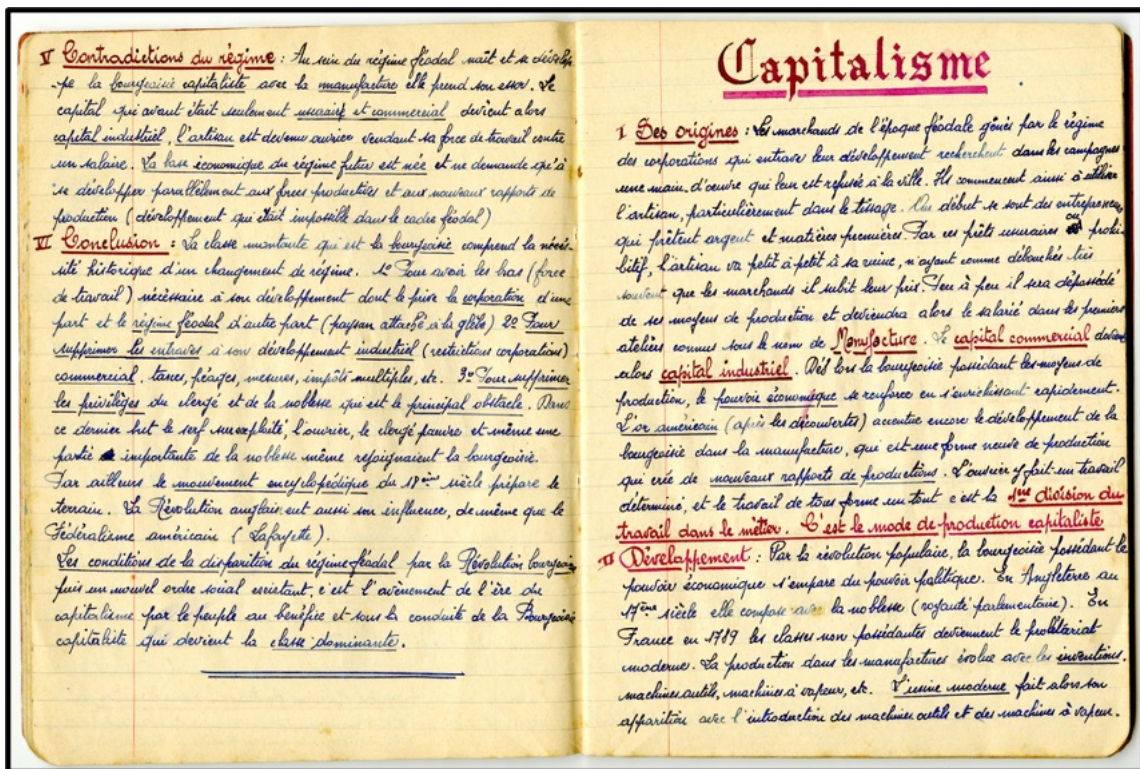 V Contradictions du régime : Au sein du régime féodal naît et se dévelop
-pe la bourgeoisie capitaliste avec la manufacture elle prend son essor. Le
capital qui avant était seulement usuraire et commercial devient alors
capital industriel, l'artisan est devenu ouvrier vendant sa force de travail contre
un salaire. La base économique du régime futur est née et ne demande qu'à
se développer parallèlement aux forces productives et aux nouveaux rapports de
production (développement qui était impossible dans le cadre féodal)
VI Conclusion : La classe montante qui est la bourgeoisie comprend la néces-
sité historique d'un changement de régime. 1° Pour avoir les bras (force
de travail) nécessaire à son développement dont le prive la corporation d'une
part et le régime féodal d'autre part (paysan attaché à la glèbe) 2° Pour
supprimer les entraves à son développement industriel (restrictions corporations)
commercial, taxes, péages, mesures, impôts multiples, etc. 3° Pour supprimer
les privilèges du clergé et de la noblesse qui est le principal obstacle. Dans
ce dernier but le serf surexploité, l'ouvrier, le clergé pauvre et même une
partie importante de la noblesse même rejoignaient la bourgeoisie.
Par ailleurs le mouvement encyclopédique du 18ème siècle prépare le
terrain. La Révolution anglaise eut aussi son influence, de même que le
Fédéralisme américain (Lafayette).
Les conditions de la disparition du régime féodal par la Révolution bourgeoise
puis un nouvel ordre social existant, c'est l'avènement de l'ère du
capitalisme par le peuple au bénéfice et sous la conduite de la Bourgeoisie
capitaliste qui devient la classe dominante.
Capitalisme
I Ses origines : Les marchands de l'époque féodale gênés par le régime
des corporations qui entrave leur développement recherchent dans les campagnes
une main d'œuvre qui leur est refusée à la ville. Ils commencent ainsi à utiliser
l'artisan, particulièrement dans le tissage. Au début se sont des entrepreneurs
qui prêtent argent et matières premières. Par ces prêts usuraires ou prohi-
bitif, l'artisan va petit à petit à sa ruine, n'ayant comme débouchés très
souvent que les marchands il subit leur prix. Peu à peu il sera dépossédé
de ses moyens de production et deviendra alors le salarié dans les premiers
ateliers connus sous le nom de Manufacture. Le capital commercial devient
alors capital industriel. Dès lors la bourgeoisie possédant les moyens de
production, le pouvoir économique se renforce en s'enrichissant rapidement.
L'or américain (après les découvertes) accentue encore le développement de la
bourgeoisie dans la manufacture, qui est une forme neuve de production
qui crée de nouveaux rapports de productions. L'ouvrier y fait un travail
déterminé, et le travail de tous forme un tout c'est la 1ère division du
travail dans le métier. C'est le mode de production capitaliste.
II Développement : Par la révolution populaire, la bourgeoisie possédant le
pouvoir économique s'empare du pouvoir politique. En Angleterre au
17ème siècle elle compose avec la noblesse (royauté parlementaire). En
France en 1789 les classes non possédantes deviennent le prolétariat
moderne. La production dans les manufactures évolue avec les inventions.
machines outils, machines à vapeurs, etc. L'usine moderne fait alors son
apparition avec l'introduction des machines outils et des machines à vapeur.